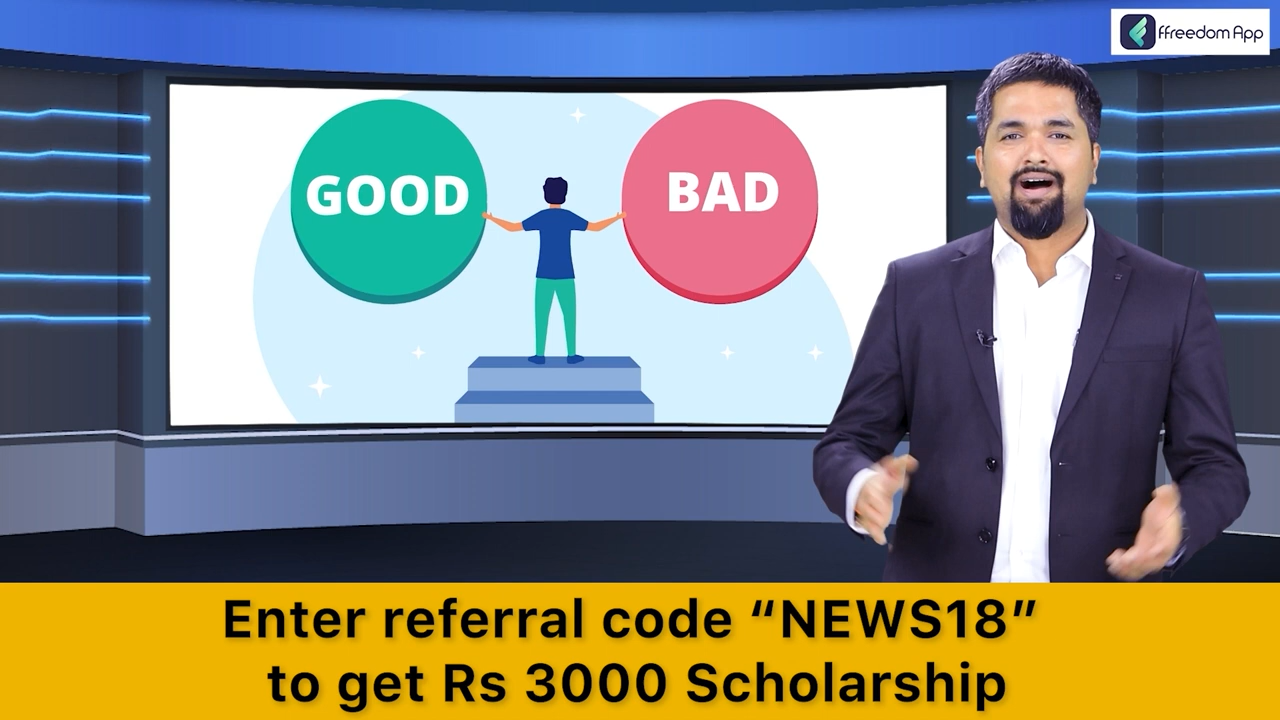 ffreedom App
GOOD
BAD
Enter referral code “NEWS18”
to get Rs 3000 Scholarship